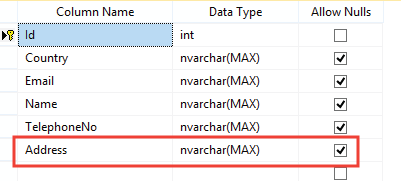 Column Name Data Type Allow Nulls
Id int
Country nvarchar(MAX)
Email nvarchar(MAX)
Name nvarchar(MAX)
TelephoneNo nvarchar(MAX)
Address nvarchar(MAX)